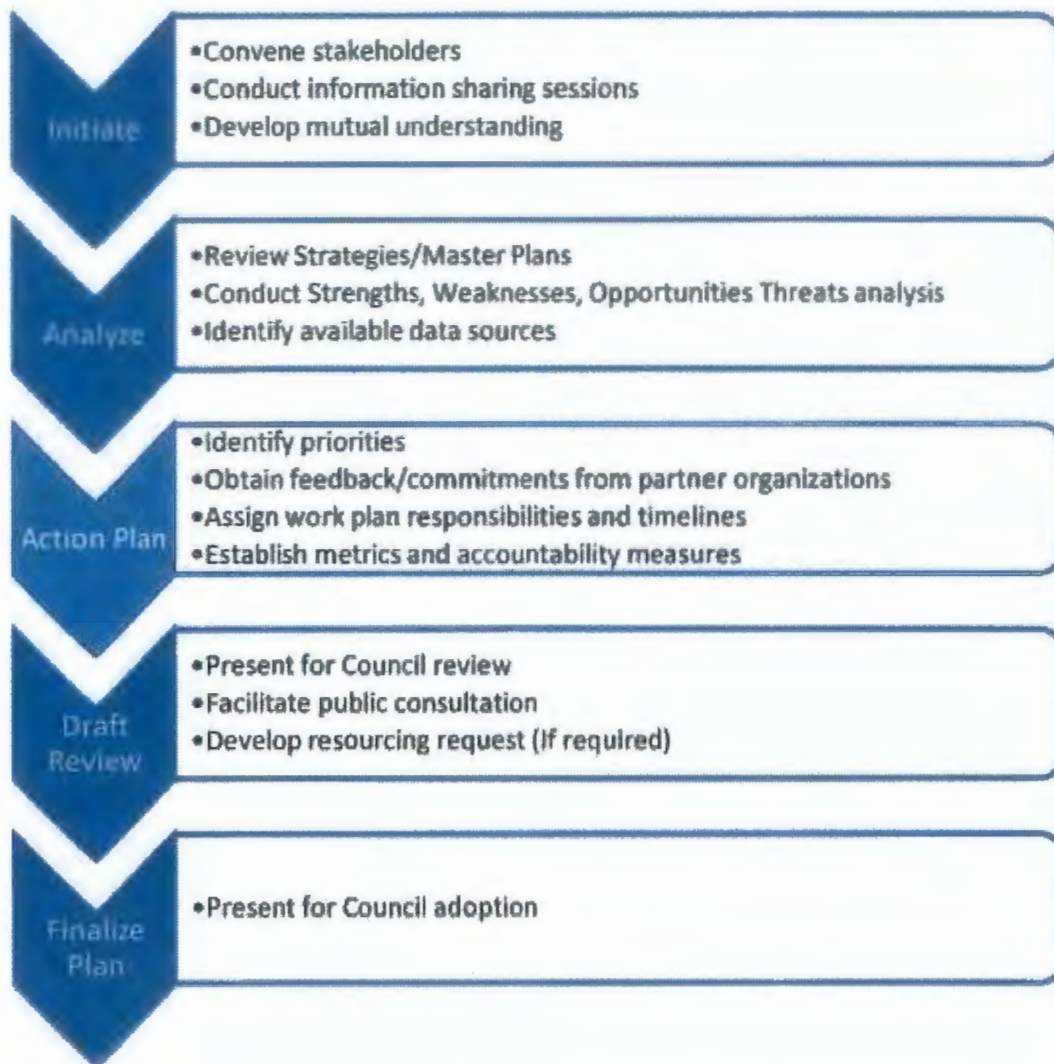 Initiate
•Convene stakeholders
•Conduct information sharing sessions
•Develop mutual understanding
Analyze
•Review Strategies/Master Plans
•Conduct Strengths, Weaknesses, Opportunities Threats analysis
•Identify available data sources
Action Plan
•Identify priorities
•Obtain feedback/commitments from partner organizations
•Assign work plan responsibilities and timelines
•Establish metrics and accountability measures
Draft
Review
•Present for Council review
•Facilitate public consultation
•Develop resourcing request (If required)
Finalize
Plan
•Present for Council adoption